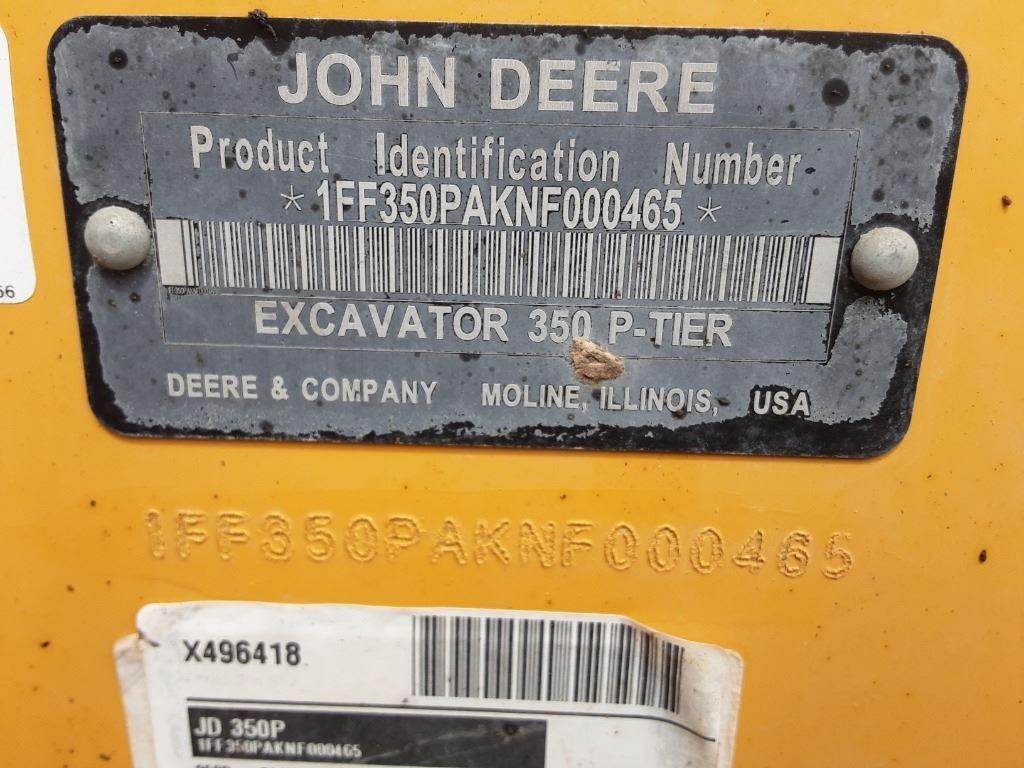 JOHN DEERE
Product Identification Number
* 1FF350PAKNF000465 *
EXCAVATOR 350 P-TIER
DEERE & COMPANY MOLINE, ILLINOIS, USA
1FF350PAKNF000465
X496418
JD 350P
1FF350PAKNF000465